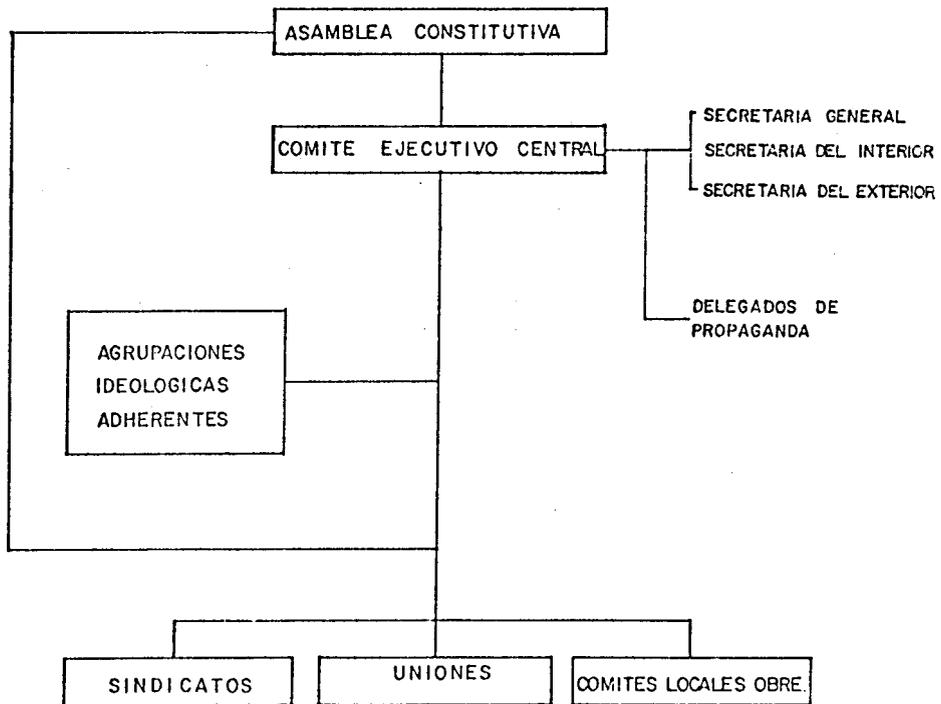 ASAMBLEA CONSTITUTIVA
COMITE EJECUTIVO CENTRAL
SECRETARIA GENERAL
SECRETARIA DEL INTERIOR
SECRETARIA DEL EXTERIOR
DELEGADOS DE
PROPAGANDA
AGRUPACIONES
IDEOLOGICAS
ADHERENTES
SINDICATOS
UNIONES
COMITES LOCALES OBRE.